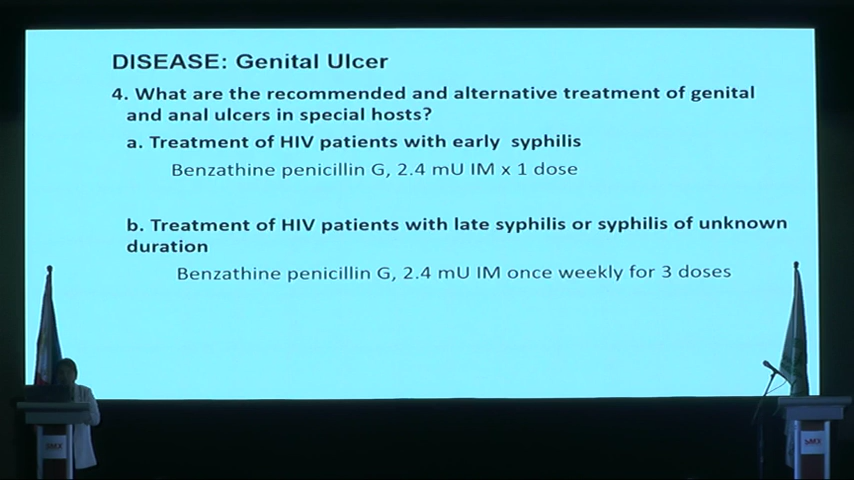 DISEASE: Genital Ulcer
4. What are the recommended and alternative treatment of genital
and anal ulcers in special hosts?
a. Treatment of HIV patients with early syphilis
Benzathine penicillin G, 2.4 mU IM x 1 dose
b. Treatment of HIV patients with late syphilis or syphilis of unknown
duration
Benzathine penicillin G, 2.4 mU IM once weekly for 3 doses
SMX
SMX